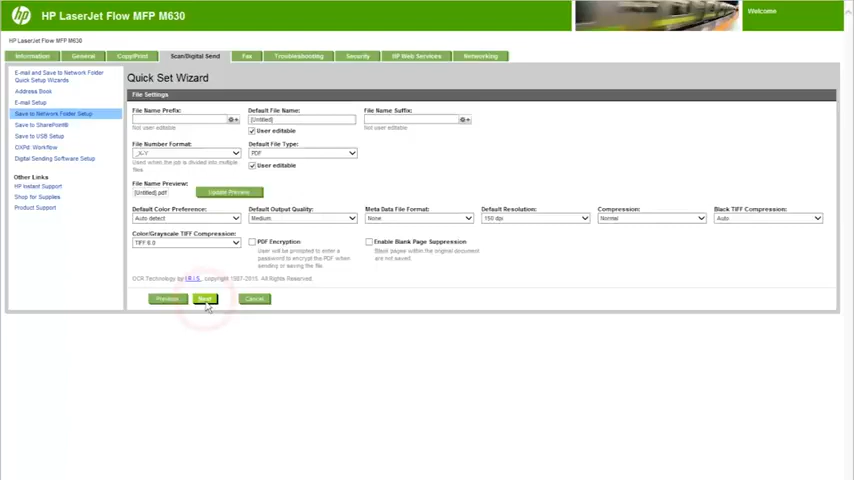 hp
HP LaserJet Flow MFP M630
Welcome
HP LaserJet Flow MFP M630
Information General Copy/Print Scan/Digital Send Fax Troubleshooting Security HP Web Services Networking
E-mail and Save to Network Folder
Quick Setup Wizards
Address Book
E-mail Setup
Save to Network Folder Setup
Save to SharePoint®
Save to USB Setup
OXPd: Workflow
Digital Sending Software Setup
Other Links
HP Instant Support
Shop for Supplies
Product Support
Quick Set Wizard
File Settings
File Name Prefix: Default File Name: File Name Suffix:
[Untitled]
Not user editable User editable Not user editable
File Number Format: Default File Type:
_X-Y PDF
Used when the job is divided into multiple
files
User editable
File Name Preview:
[Untitled].pdf Update Preview
Default Color Preference: Default Output Quality: Meta Data File Format: Default Resolution: Compression: Black TIFF Compression:
Auto detect Medium None 150 dpi Normal Auto
Color/Grayscale TIFF Compression:
TIFF 6.0
PDF Encryption
User will be prompted to enter a
password to encrypt the PDF when
sending or saving the file.
Enable Blank Page Suppression
Blank pages within the original document
are not saved.
OCR Technology by I.R.I.S., copyright 1987-2015. All Rights Reserved.
Previous Next Cancel